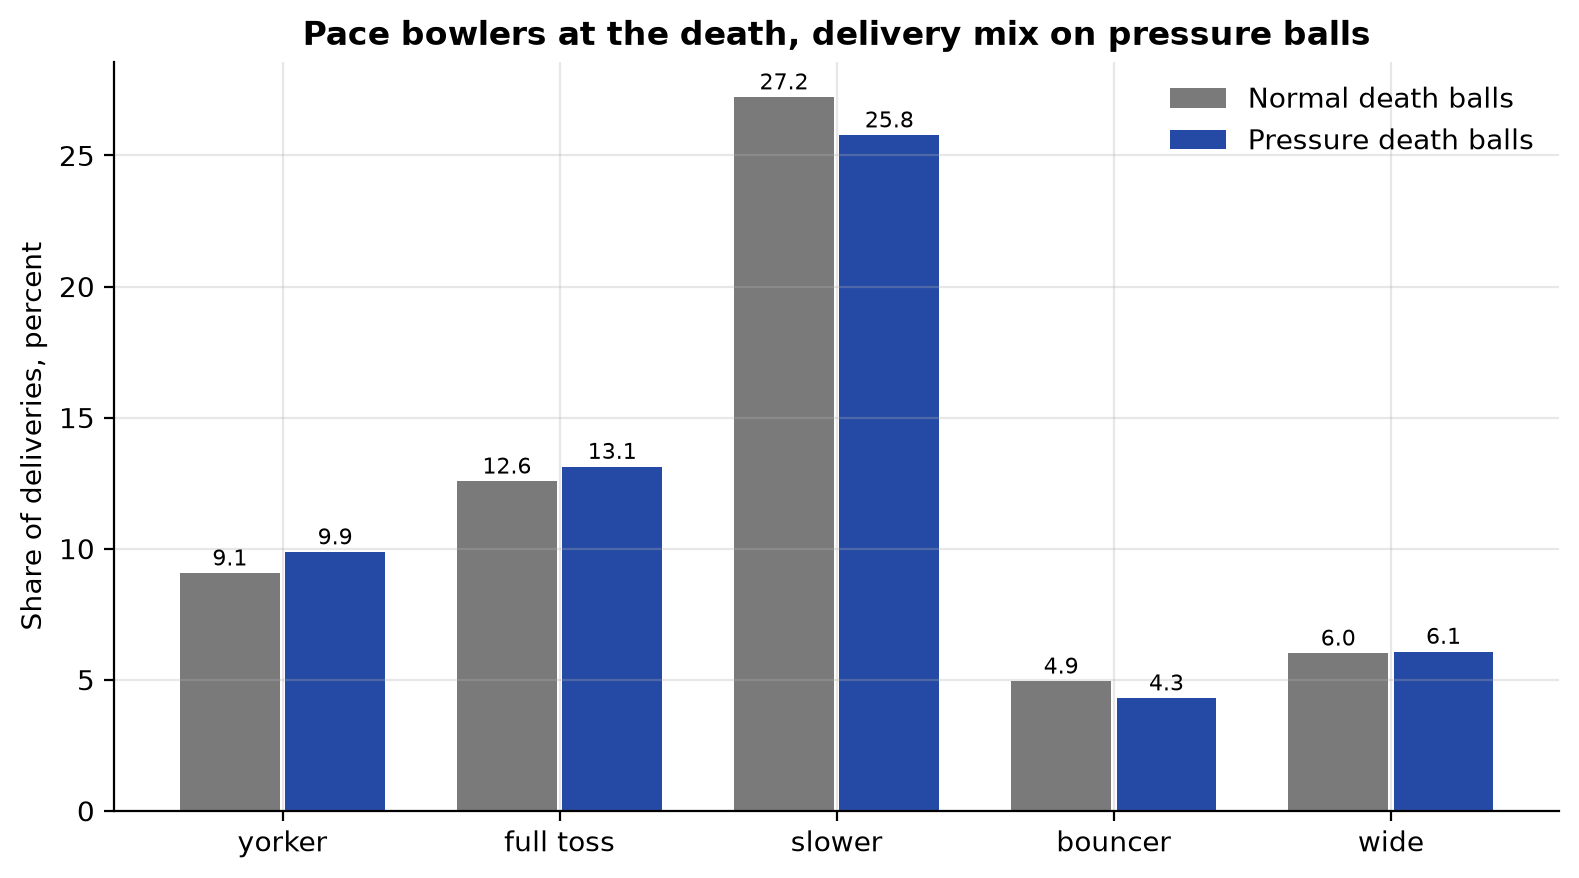 Pace bowlers at the death, delivery mix on pressure balls
Normal death balls
Pressure death balls
Share of deliveries, percent
25
20
15
10
5
0
9.1
9.9
12.6
13.1
27.2
25.8
4.9
4.3
6.0
6.1
yorker
full toss
slower
bouncer
wide